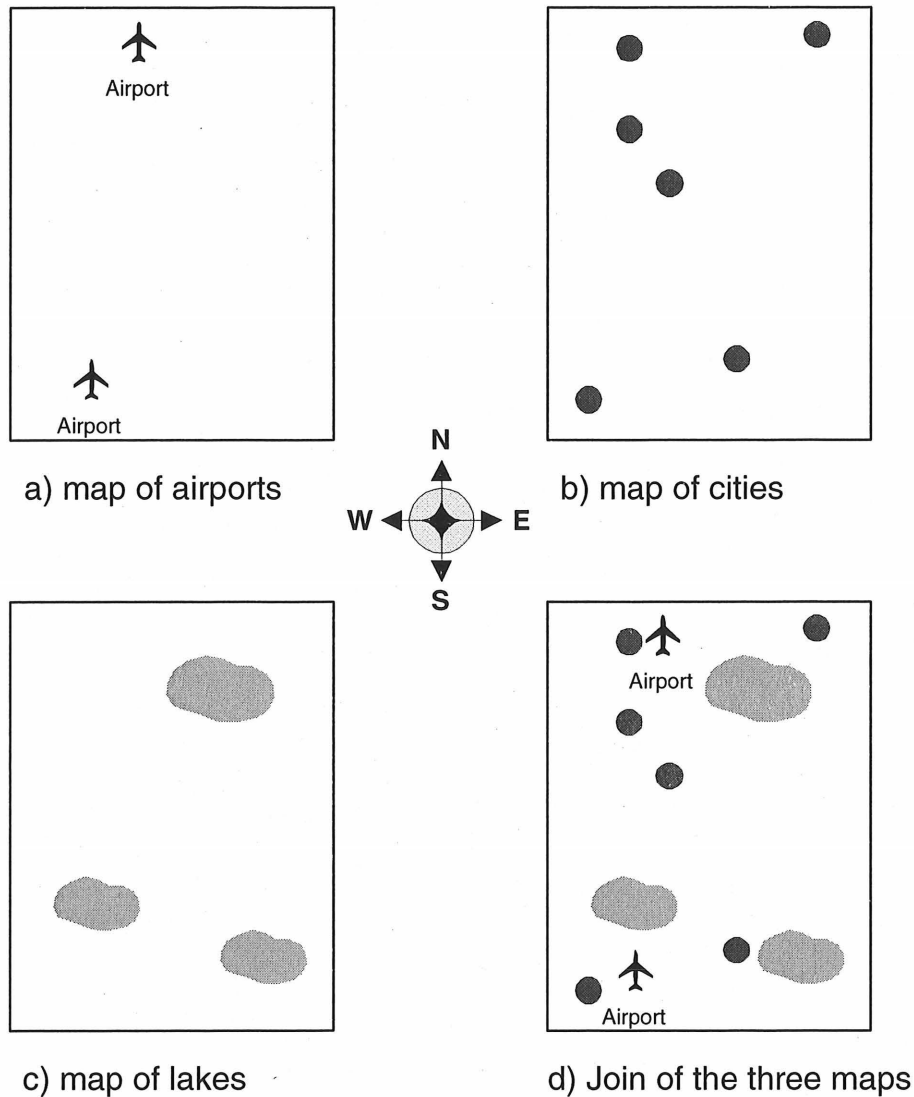 Airport
Airport
a) map of airports
b) map of cities
N
W
E
S
Airport
Airport
c) map of lakes
d) Join of the three maps